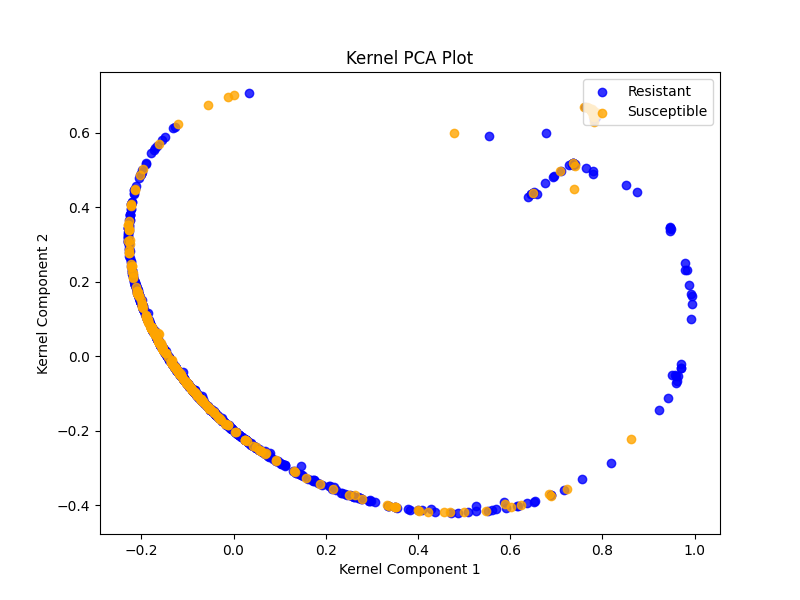 Kernel PCA Plot
Resistant
Susceptible
0.6
0.4
0.2
0.0
−0.2
−0.4
Kernel Component 2
−0.2
0.0
0.2
0.4
0.6
0.8
1.0
Kernel Component 1